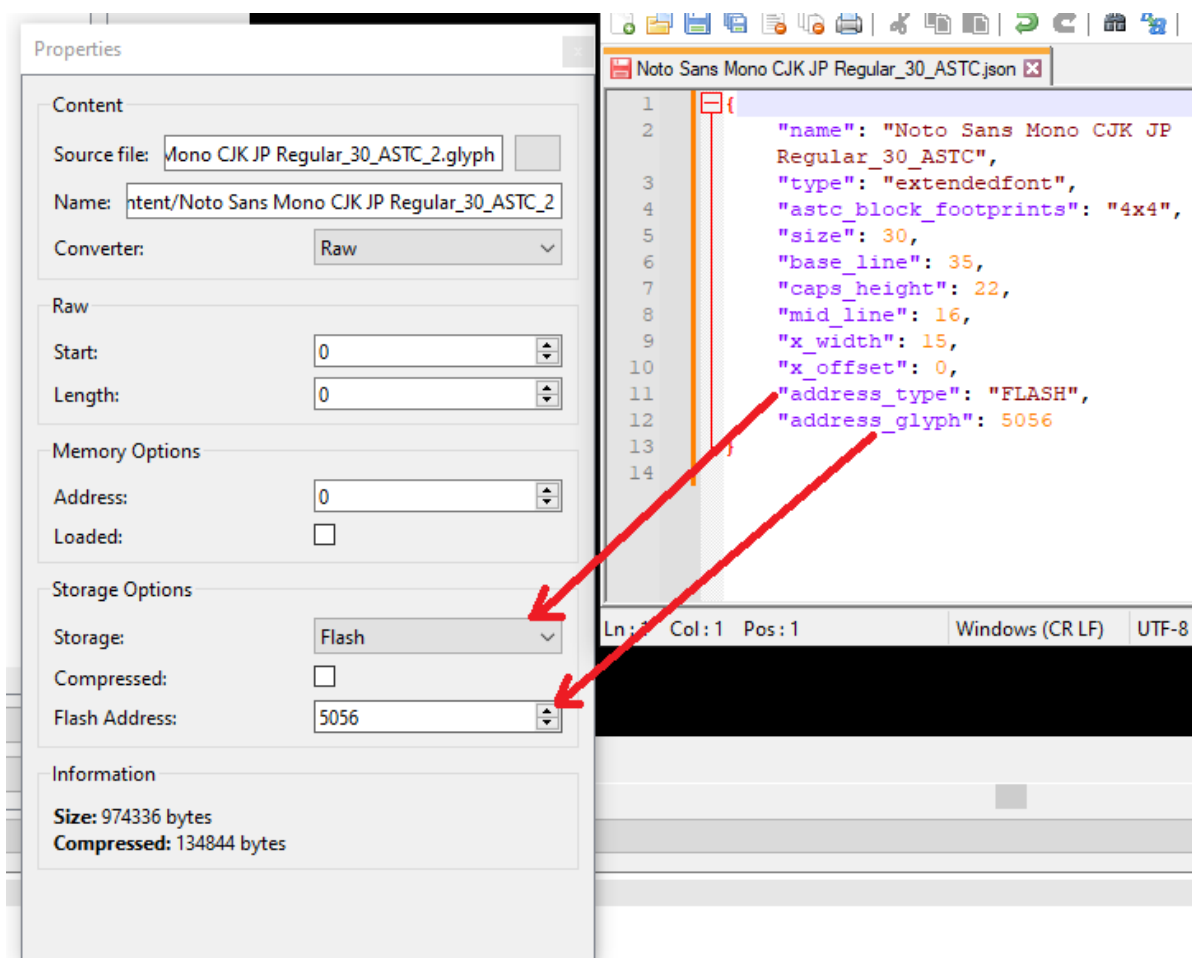 Properties
Content
Source file: Mono CJK JP Regular_30_ASTC_2.glyph
Name: ntent/Noto Sans Mono CJK JP Regular_30_ASTC_2
Converter: Raw
Raw
Start: 0
Length: 0
Memory Options
Address: 0
Loaded:
Storage Options
Storage: Flash
Compressed:
Flash Address: 5056
Information
Size: 974336 bytes
Compressed: 134844 bytes
Noto Sans Mono CJK JP Regular_30_ASTC.json
1 {
2 "name": "Noto Sans Mono CJK JP
Regular_30_ASTC",
3 "type": "extendedfont",
4 "astc_block_footprints": "4x4",
5 "size": 30,
6 "base_line": 35,
7 "caps_height": 22,
8 "mid_line": 16,
9 "x_width": 15,
10 "x_offset": 0,
11 "address_type": "FLASH",
12 "address_glyph": 5056
13 }
14
Ln : 1 Col : 1 Pos : 1 Windows (CR LF) UTF-8